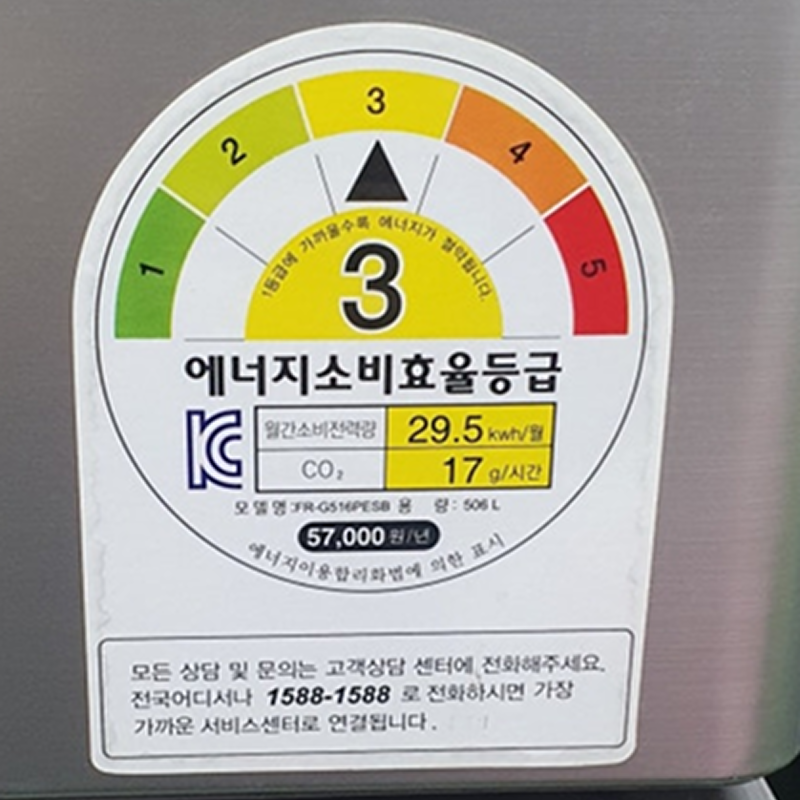 1
2
3
4
5
1등급에 가까울수록 에너지가 절약됩니다.
3
에너지소비효율등급
월간소비전력량 29.5 kwh/월
CO₂ 17 g/시간
모델명:FR-G516PESB 용 량: 506 L
57,000원/년
에너지이용합리화법에 의한 표시
모든 상담 및 문의는 고객상담 센터에 전화해주세요.
전국어디서나 1588-1588 로 전화하시면 가장
가까운 서비스센터로 연결됩니다.